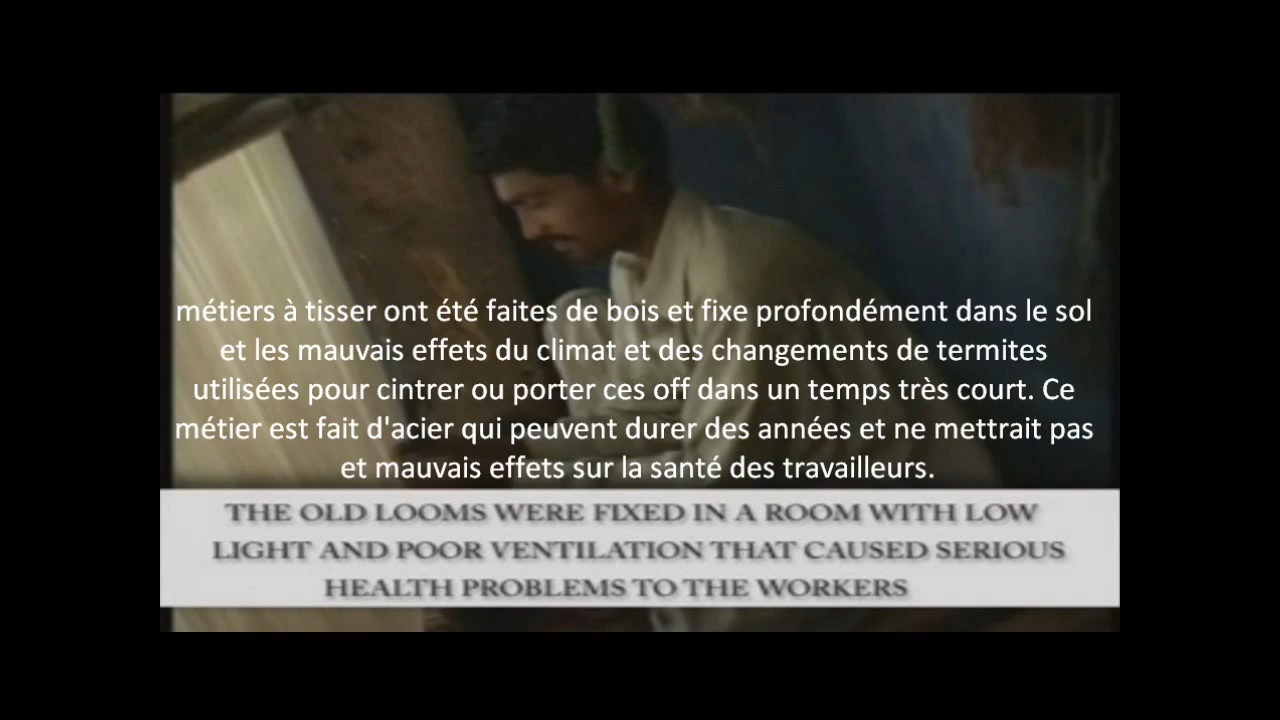 métiers à tisser ont été faites de bois et fixe profondément dans le sol
et les mauvais effets du climat et des changements de termites
utilisées pour cintrer ou porter ces off dans un temps très court. Ce
métier est fait d'acier qui peuvent durer des années et ne mettrait pas
et mauvais effets sur la santé des travailleurs.
THE OLD LOOMS WERE FIXED IN A ROOM WITH LOW
LIGHT AND POOR VENTILATION THAT CAUSED SERIOUS
HEALTH PROBLEMS TO THE WORKERS